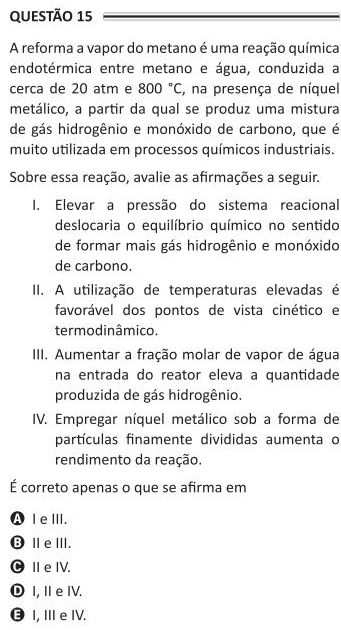 QUESTÃO 15
A reforma a vapor do metano é uma reação química
endotérmica entre metano e água, conduzida a
cerca de 20 atm e 800 °C, na presença de níquel
metálico, a partir da qual se produz uma mistura
de gás hidrogênio e monóxido de carbono, que é
muito utilizada em processos químicos industriais.
Sobre essa reação, avalie as afirmações a seguir.
I. Elevar a pressão do sistema reacional
deslocaria o equilíbrio químico no sentido
de formar mais gás hidrogênio e monóxido
de carbono.
II. A utilização de temperaturas elevadas é
favorável dos pontos de vista cinético e
termodinâmico.
III. Aumentar a fração molar de vapor de água
na entrada do reator eleva a quantidade
produzida de gás hidrogênio.
IV. Empregar níquel metálico sob a forma de
partículas finamente divididas aumenta o
rendimento da reação.
É correto apenas o que se afirma em
A I e III.
B II e III.
C II e IV.
D I, II e IV.
E I, III e IV.